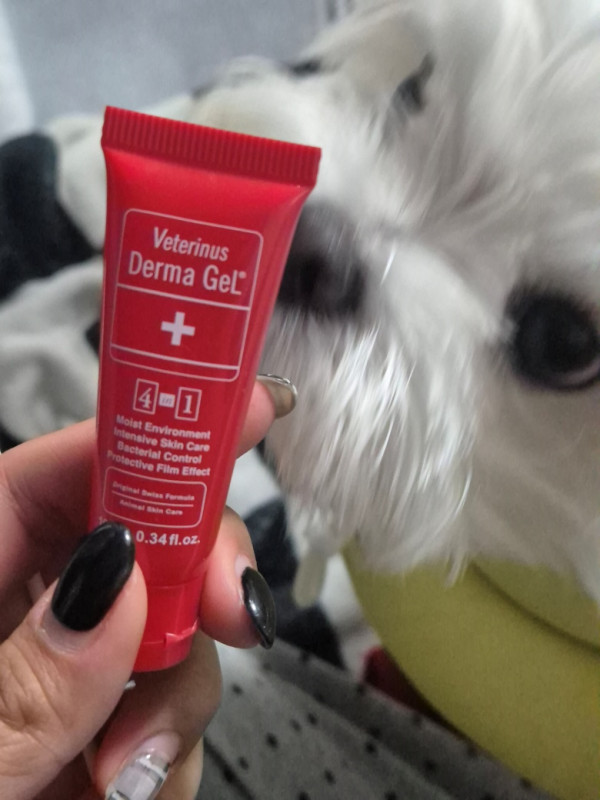 Veterinus
Derma GeL®
4 in 1
Moist Environment
Intensive Skin Care
Bacterial Control
Protective Film Effect
Original Swiss Formula
Animal Skin Care
0.34 fl.oz.